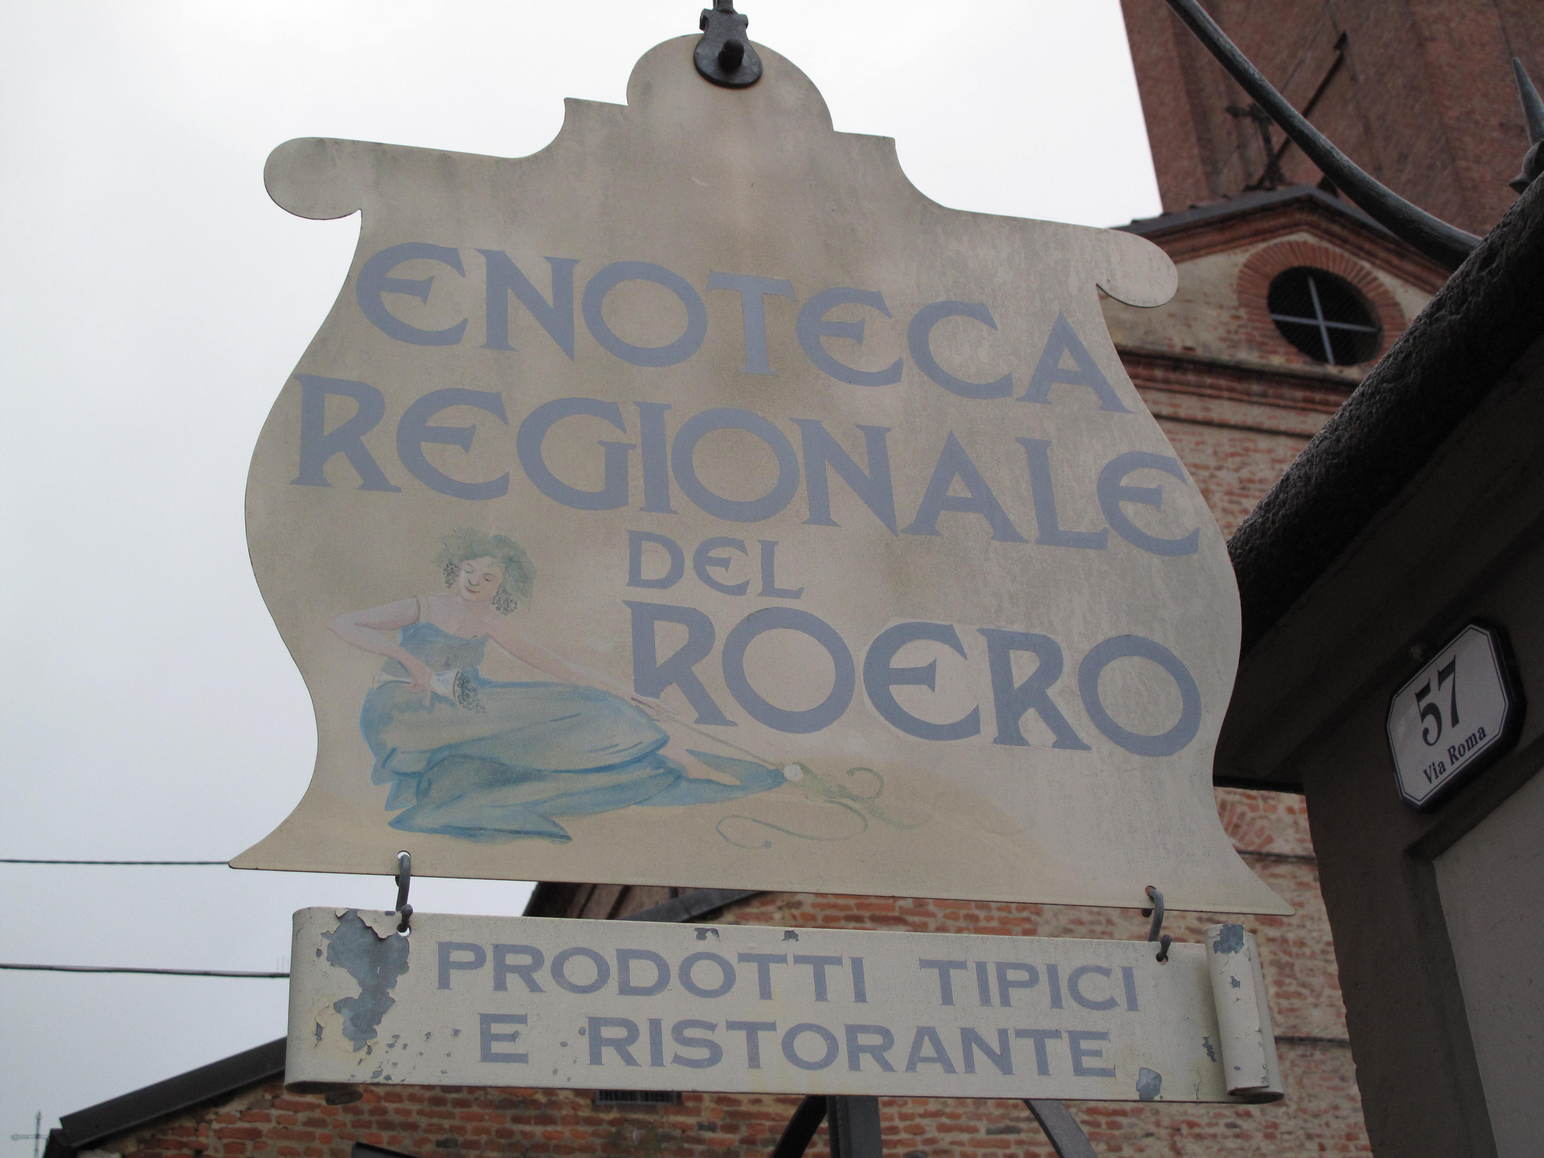 ENOTECA
REGIONALE
DEL
ROERO
PRODOTTI TIPICI
E RISTORANTE
57
Via Roma